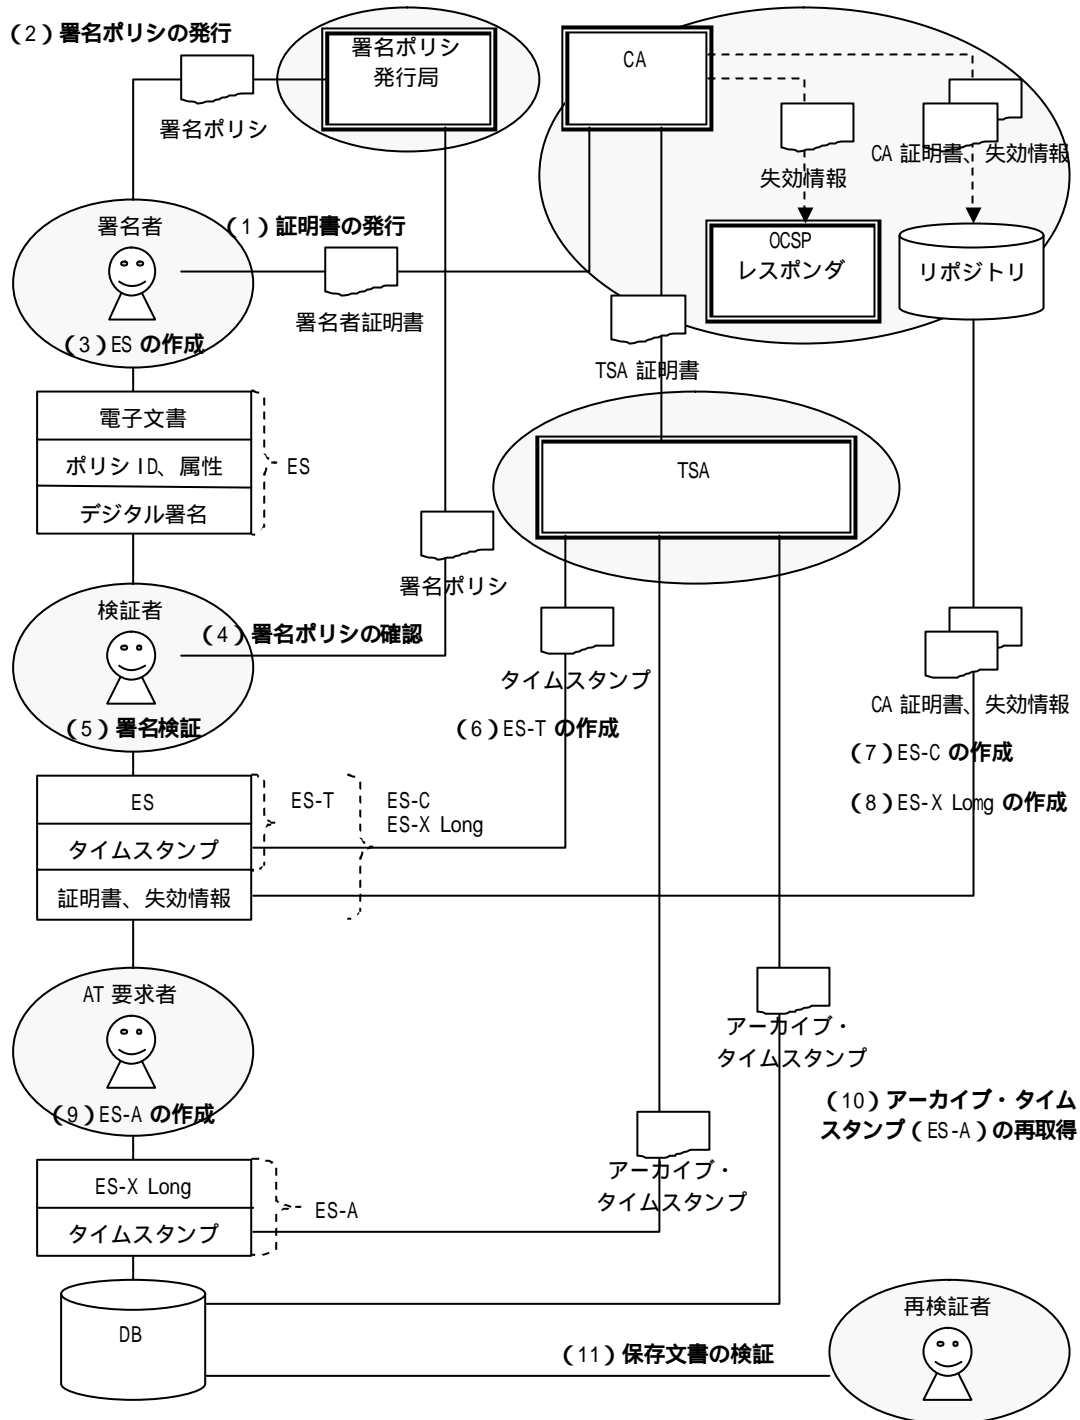 （2）署名ポリシの発行
署名ポリシ
発行局
CA
署名ポリシ
失効情報
CA 証明書、失効情報
署名者
（1）証明書の発行
OCSP
レスポンダ
リポジトリ
署名者証明書
（3）ES の作成
TSA 証明書
電子文書
ポリシ ID、属性
デジタル署名
ES
TSA
署名ポリシ
検証者
（4）署名ポリシの確認
（5）署名検証
タイムスタンプ
（6）ES-T の作成
CA 証明書、失効情報
（7）ES-C の作成
（8）ES-X Lomg の作成
ES
タイムスタンプ
証明書、失効情報
ES-T
ES-C
ES-X Long
AT 要求者
（9）ES-A の作成
アーカイブ・
タイムスタンプ
（10）アーカイブ・タイム
スタンプ（ES-A）の再取得
アーカイブ・
タイムスタンプ
ES-X Long
タイムスタンプ
ES-A
DB
再検証者
（11）保存文書の検証